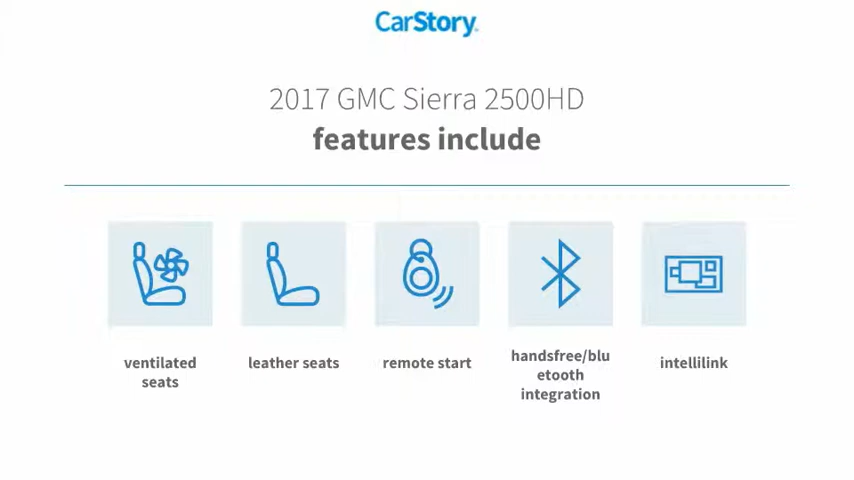 CarStory
2017 GMC Sierra 2500HD
features include
ventilated
seats
leather seats
remote start
handsfree/blu
etooth
integration
intellilink